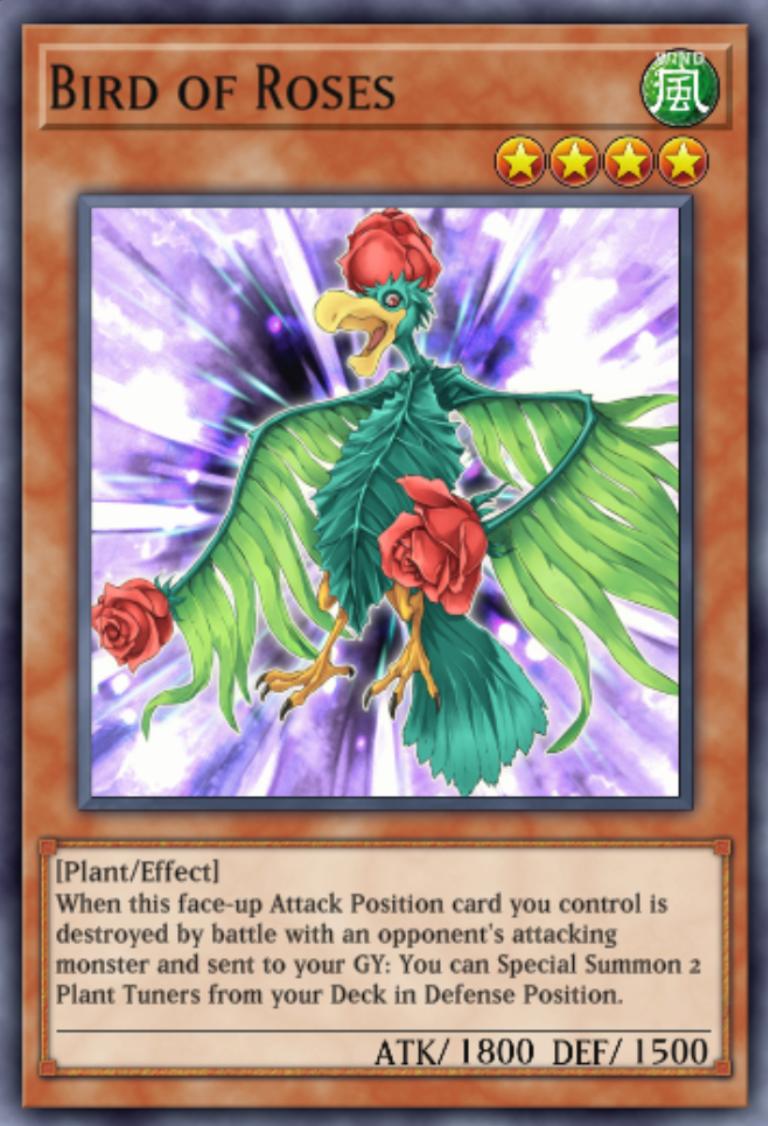 BIRD OF ROSES
WIND
風
[Plant/Effect]
When this face-up Attack Position card you control is
destroyed by battle with an opponent's attacking
monster and sent to your GY: You can Special Summon 2
Plant Tuners from your Deck in Defense Position.
ATK/ 1800 DEF/ 1500